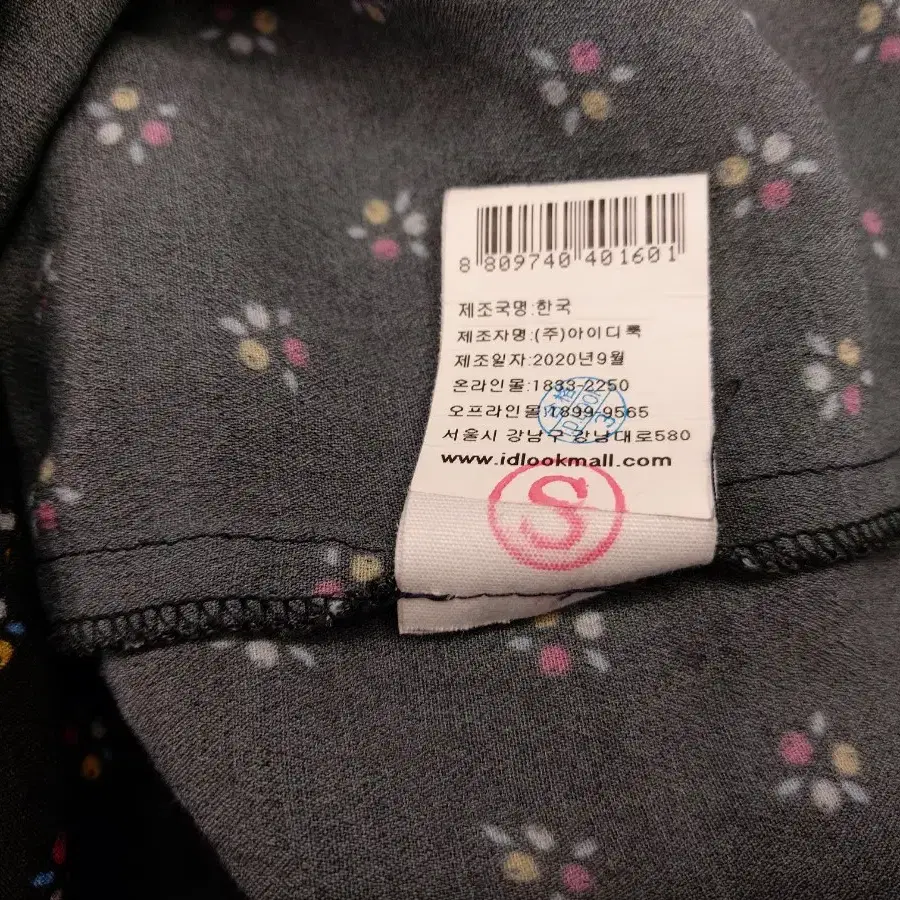 8 809740 401601
제조국명:한국
제조자명:(주)아이디룩
제조일자:2020년9월
온라인몰:1833-2250
오프라인몰:1899-9565
서울시 강남구 강남대로580
www.idlookmall.com
S